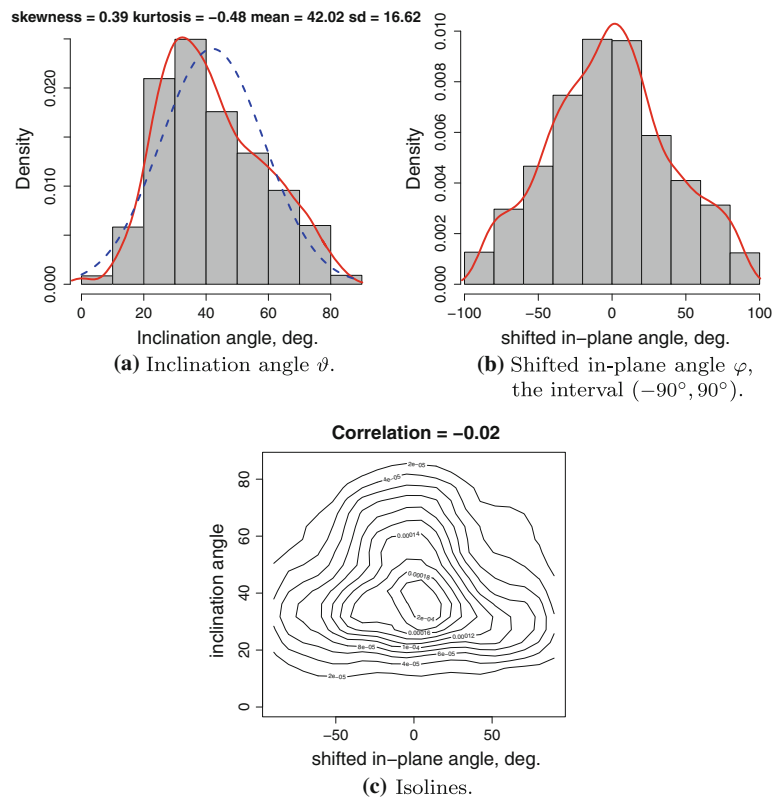 skewness = 0.39 kurtosis = −0.48 mean = 42.02 sd = 16.62
Density
0.000
0.010
0.020
0
20
40
60
80
Inclination angle, deg.
(a) Inclination angle ϑ.
Density
0.000
0.002
0.004
0.006
0.008
0.010
−100
−50
0
50
100
shifted in−plane angle, deg.
(b) Shifted in-plane angle φ,
the interval (−90°, 90°).
Correlation = −0.02
inclination angle
0
20
40
60
80
2e−05
4e−05
0.00014
0.00018
2e−04
0.00016
0.00012
8e−05
1e−04
6e−05
4e−05
2e−05
−50
0
50
shifted in−plane angle, deg.
(c) Isolines.